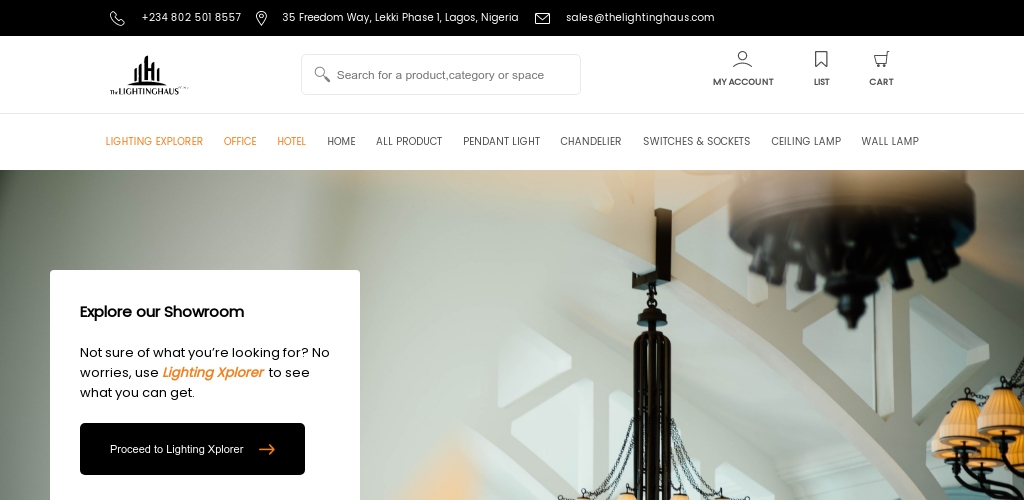 +234 802 501 8557
35 Freedom Way, Lekki Phase 1, Lagos, Nigeria
sales@thelightinghaus.com
The LIGHTINGHAUS
Search for a product,category or space
MY ACCOUNT
LIST
CART
LIGHTING EXPLORER
OFFICE
HOTEL
HOME
ALL PRODUCT
PENDANT LIGHT
CHANDELIER
SWITCHES & SOCKETS
CEILING LAMP
WALL LAMP
Explore our Showroom
Not sure of what you’re looking for? No
worries, use Lighting Xplorer to see
what you can get.
Proceed to Lighting Xplorer